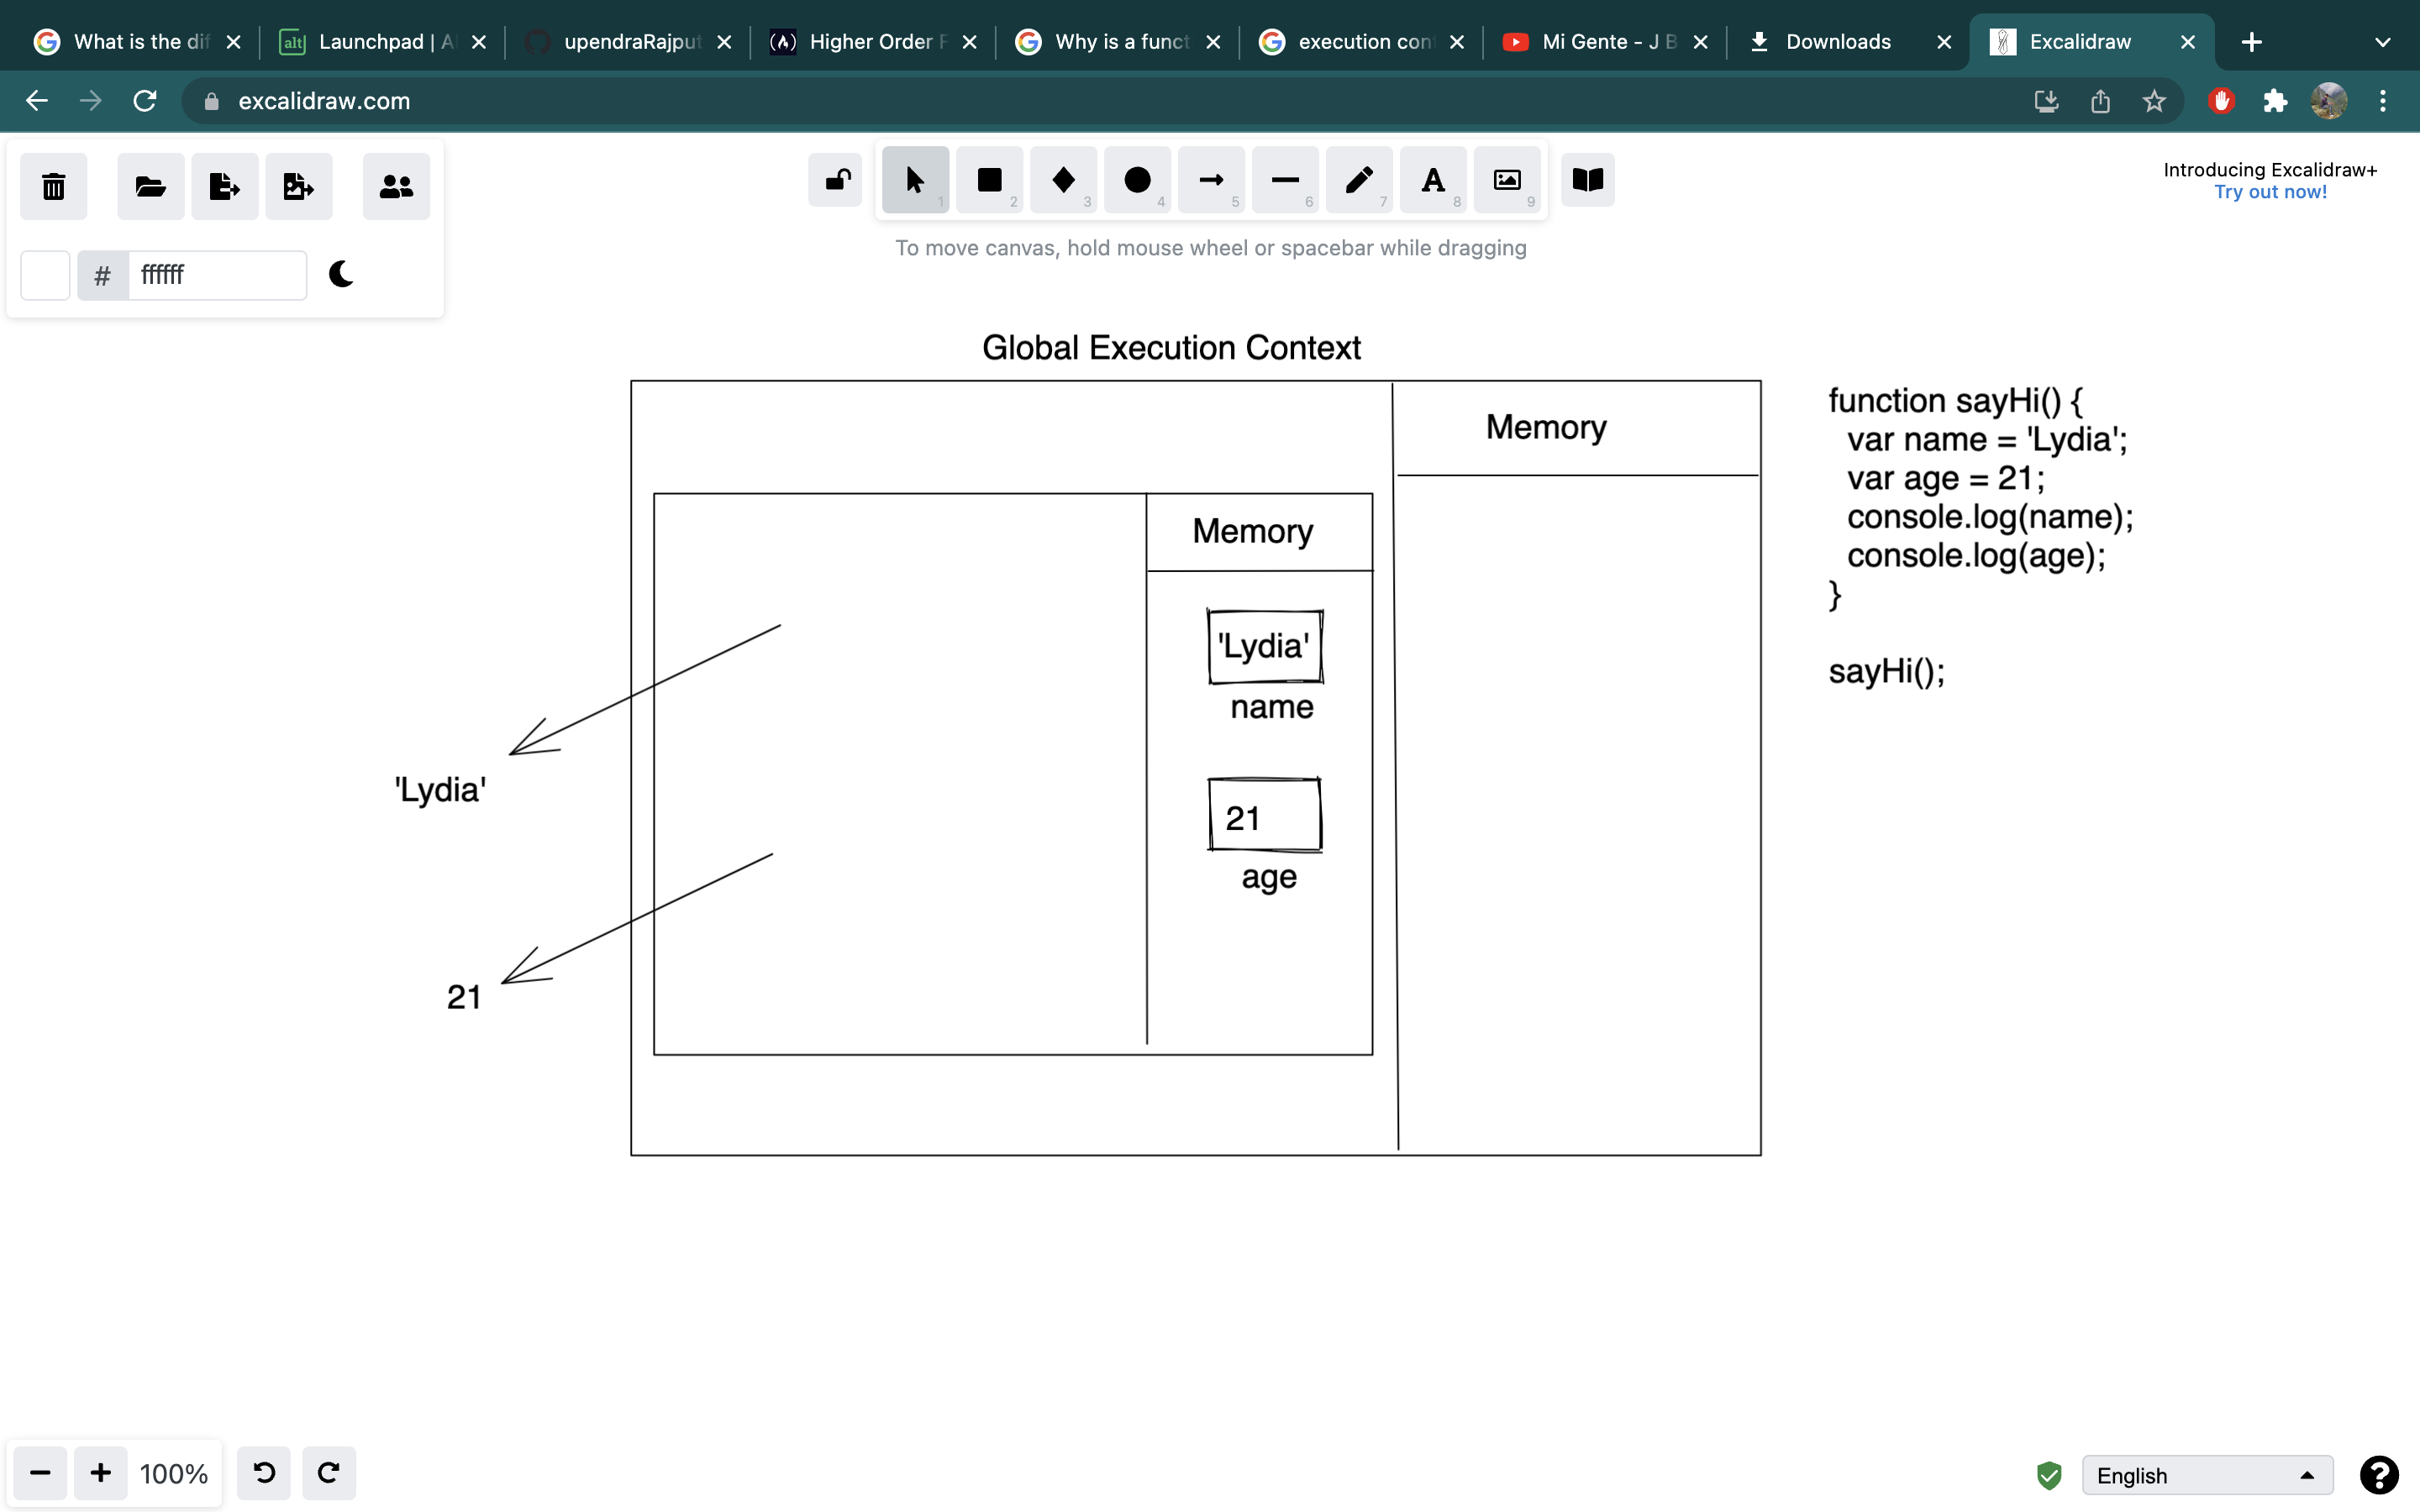 What is the dif
Launchpad | A
upendraRajput
Higher Order F
Why is a funct
execution con
Mi Gente - J B
Downloads
Excalidraw
excalidraw.com
1
2
3
4
5
6
7
8
9
Introducing Excalidraw+
Try out now!
To move canvas, hold mouse wheel or spacebar while dragging
# ffffff
Global Execution Context
Memory
Memory
'Lydia'
name
21
age
'Lydia'
21
function sayHi() {
var name = 'Lydia';
var age = 21;
console.log(name);
console.log(age);
}
sayHi();
100%
English